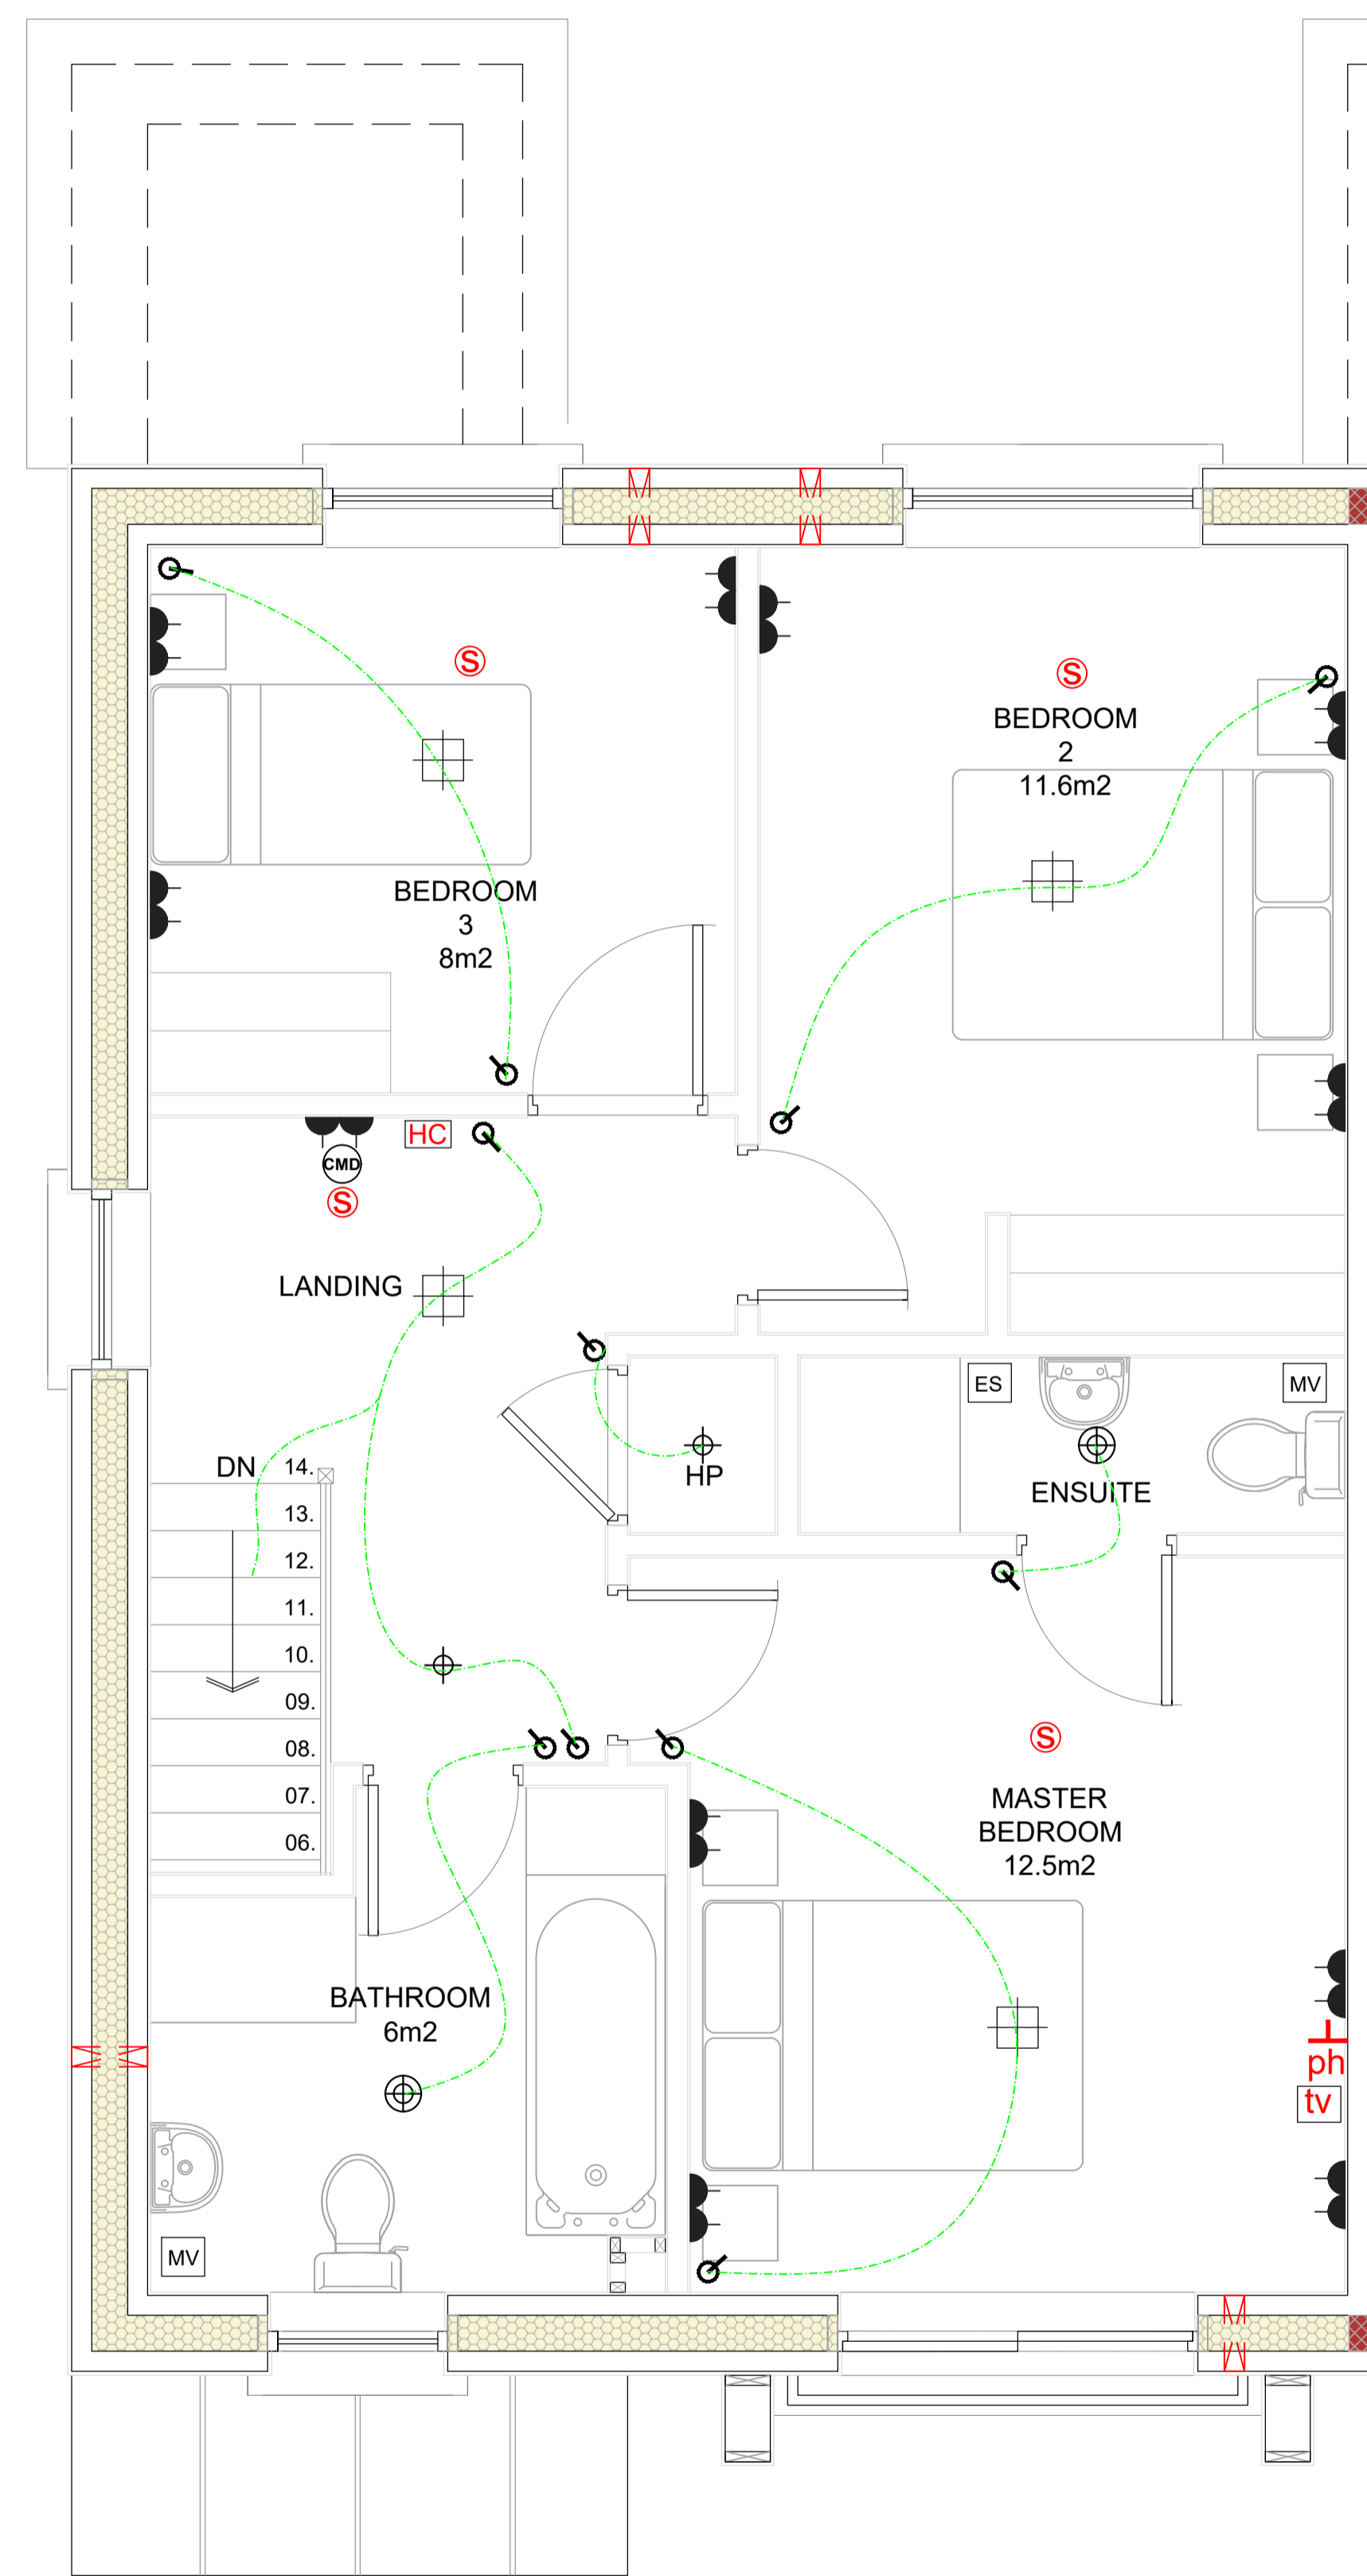 S
S
BEDROOM
2
11.6m2
BEDROOM
3
8m2
HC
CMD
S
LANDING
ES
MV
DN
14.
13.
12.
11.
10.
09.
08.
07.
06.
HP
ENSUITE
S
MASTER
BEDROOM
12.5m2
BATHROOM
6m2
ph
tv
MV